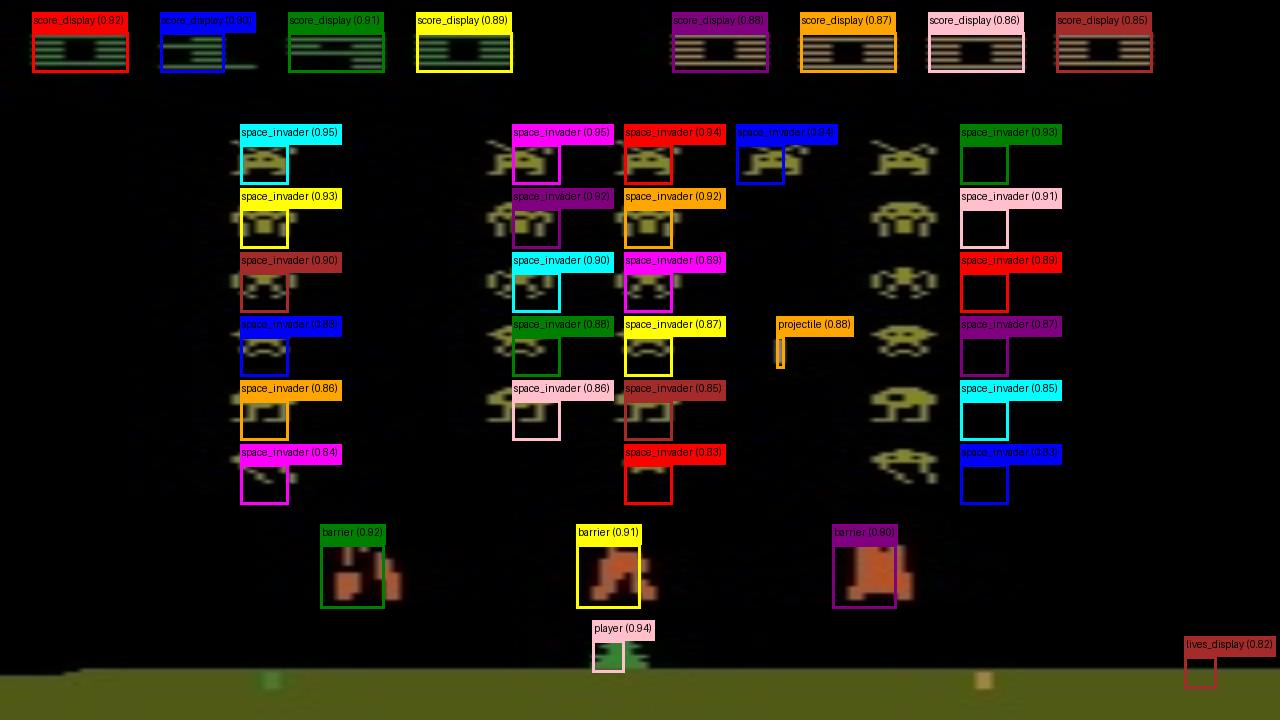 score_display (0.92) score_display (0.90) score_display (0.91) score_display (0.89) score_display (0.88) score_display (0.87) score_display (0.86) score_display (0.85)
space_invader (0.95) space_invader (0.95) space_invader (0.94) space_invader (0.94) space_invader (0.93)
space_invader (0.93) space_invader (0.92) space_invader (0.92) space_invader (0.91)
space_invader (0.90) space_invader (0.90) space_invader (0.89) space_invader (0.89)
space_invader (0.88) space_invader (0.88) space_invader (0.87) projectile (0.88) space_invader (0.87)
space_invader (0.86) space_invader (0.86) space_invader (0.85) space_invader (0.85)
space_invader (0.84) space_invader (0.83) space_invader (0.83)
barrier (0.92) barrier (0.91) barrier (0.90)
player (0.94)
lives_display (0.82)